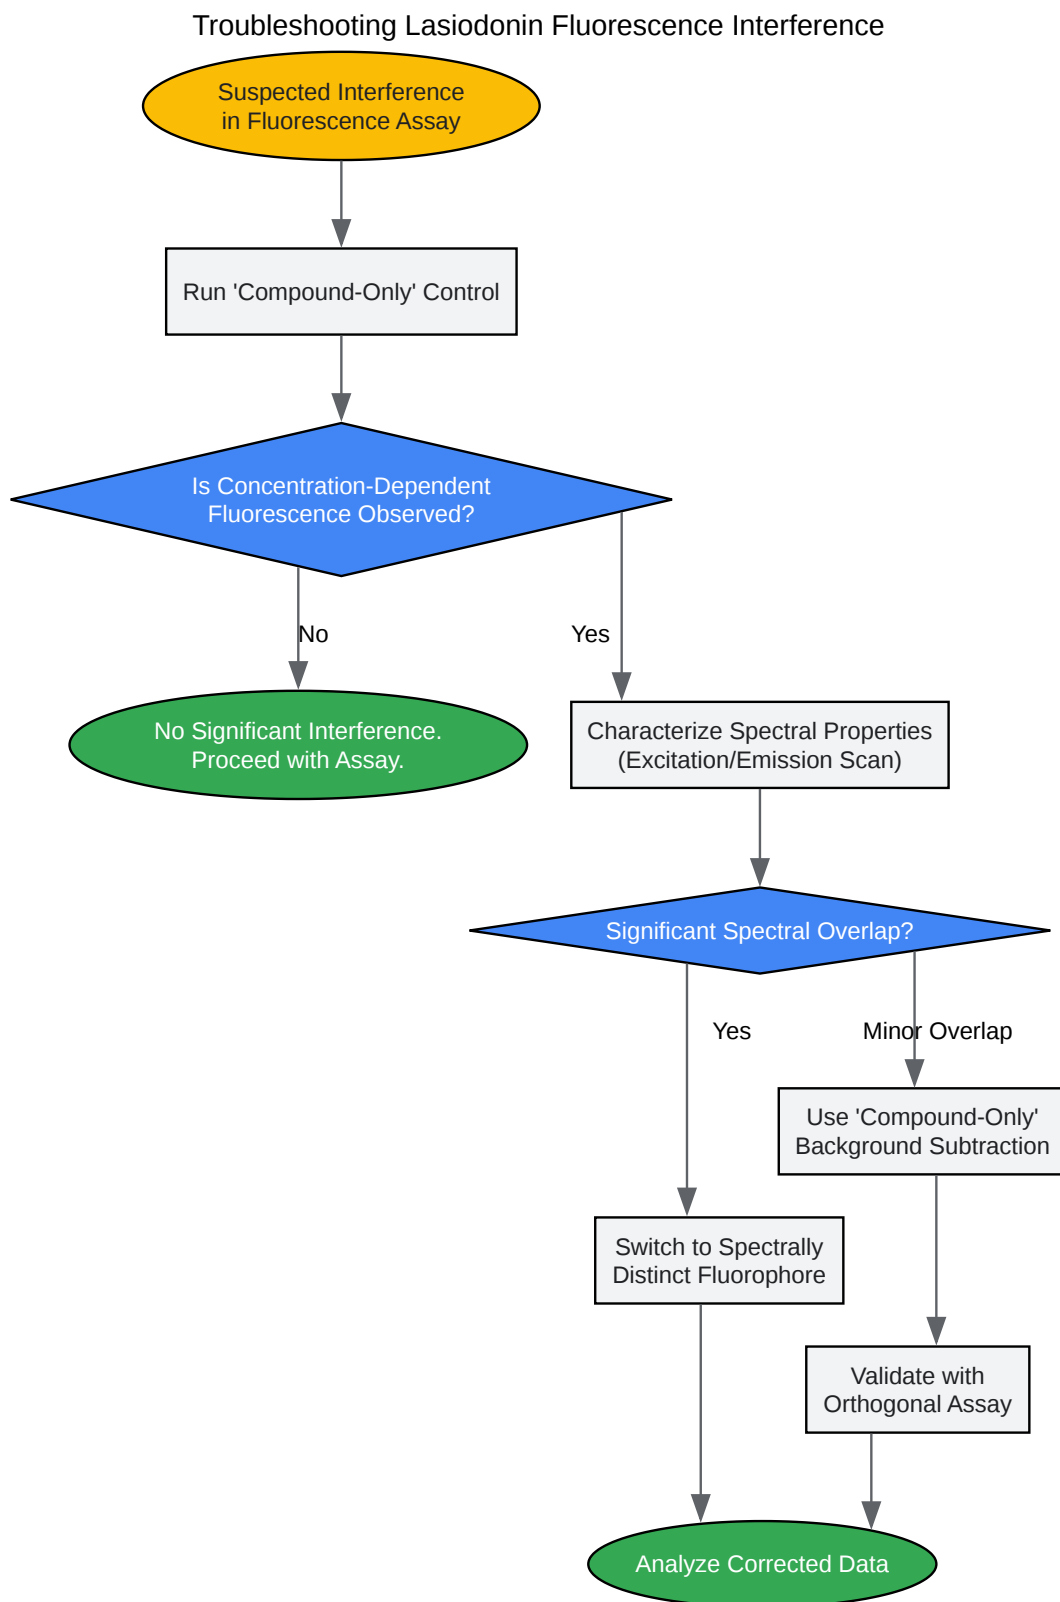 Troubleshooting Lasiodonin Fluorescence Interference
Suspected Interference
in Fluorescence Assay
Run 'Compound-Only' Control
Is Concentration-Dependent
Fluorescence Observed?
No
Yes
No Significant Interference.
Proceed with Assay.
Characterize Spectral Properties
(Excitation/Emission Scan)
Significant Spectral Overlap?
Yes
Minor Overlap
Use 'Compound-Only'
Background Subtraction
Switch to Spectrally
Distinct Fluorophore
Validate with
Orthogonal Assay
Analyze Corrected Data